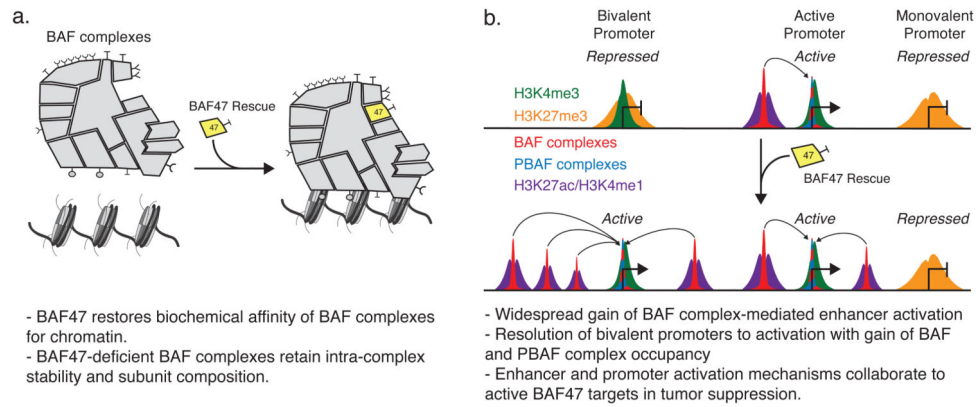 a.
BAF complexes
BAF47 Rescue
47
47
- BAF47 restores biochemical affinity of BAF complexes
for chromatin.
- BAF47-deficient BAF complexes retain intra-complex
stability and subunit composition.
b.
Bivalent
Promoter
Repressed
Active
Promoter
Active
Monovalent
Promoter
Repressed
H3K4me3
H3K27me3
BAF complexes
PBAF complexes
H3K27ac/H3K4me1
47
BAF47 Rescue
Active
Active
Repressed
- Widespread gain of BAF complex-mediated enhancer activation
- Resolution of bivalent promoters to activation with gain of BAF
and PBAF complex occupancy
- Enhancer and promoter activation mechanisms collaborate to
active BAF47 targets in tumor suppression.